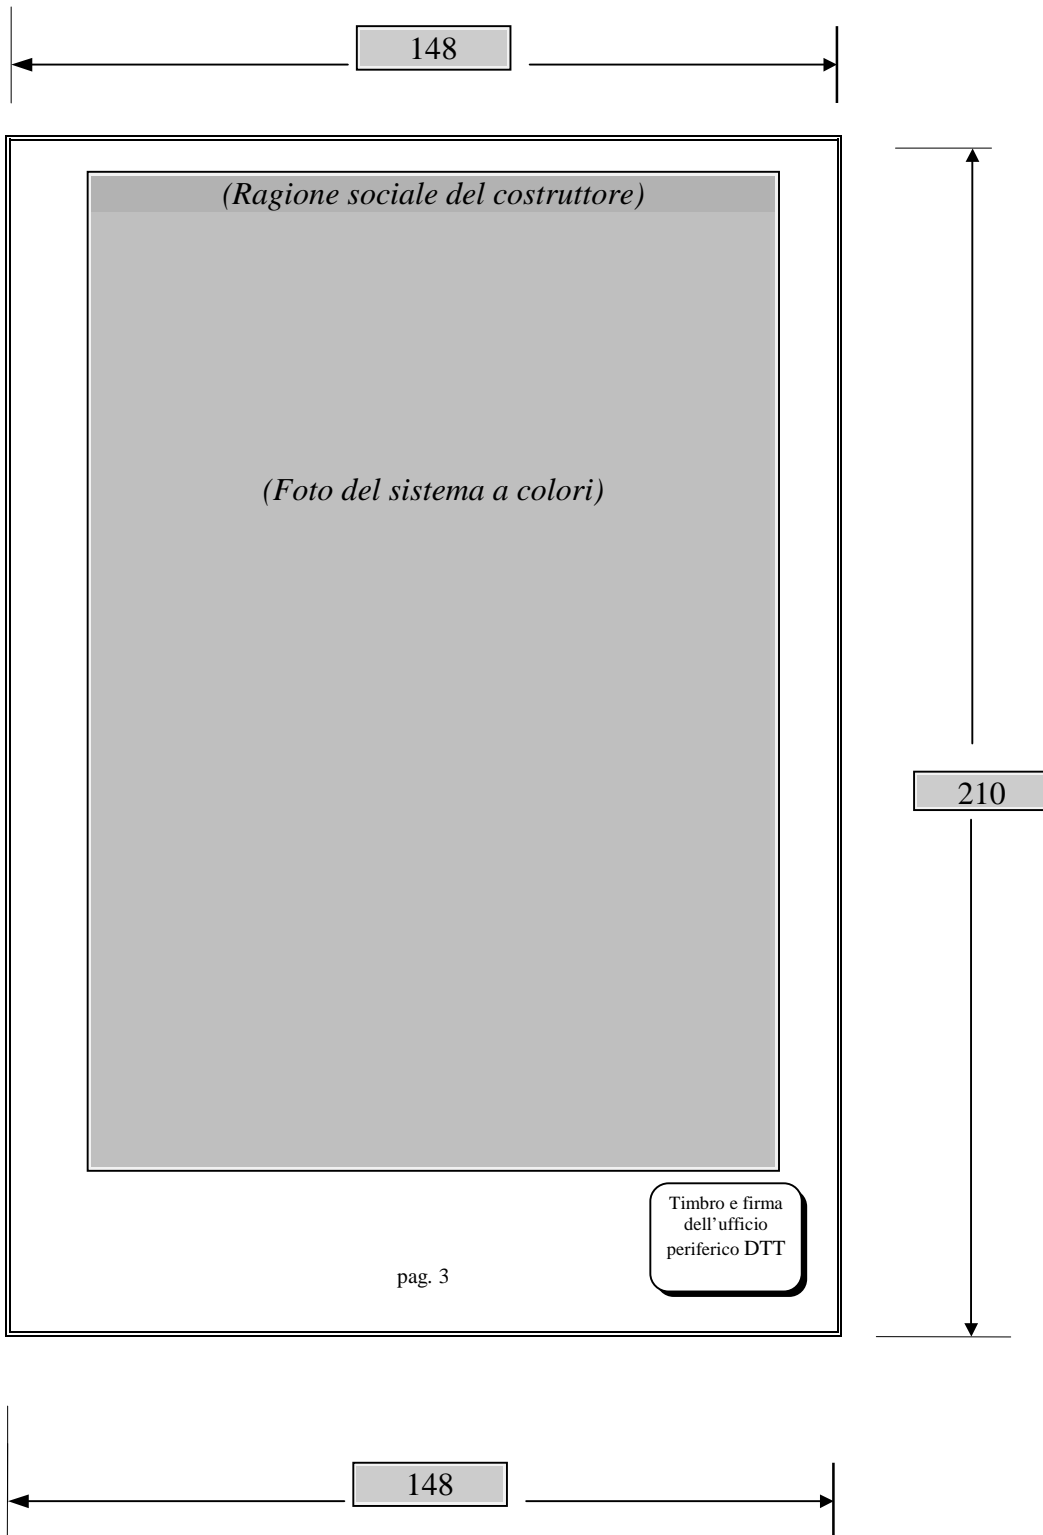 148
(Ragione sociale del costruttore)
(Foto del sistema a colori)
210
Timbro e firma
dell'ufficio
periferico DTT
pag. 3
148